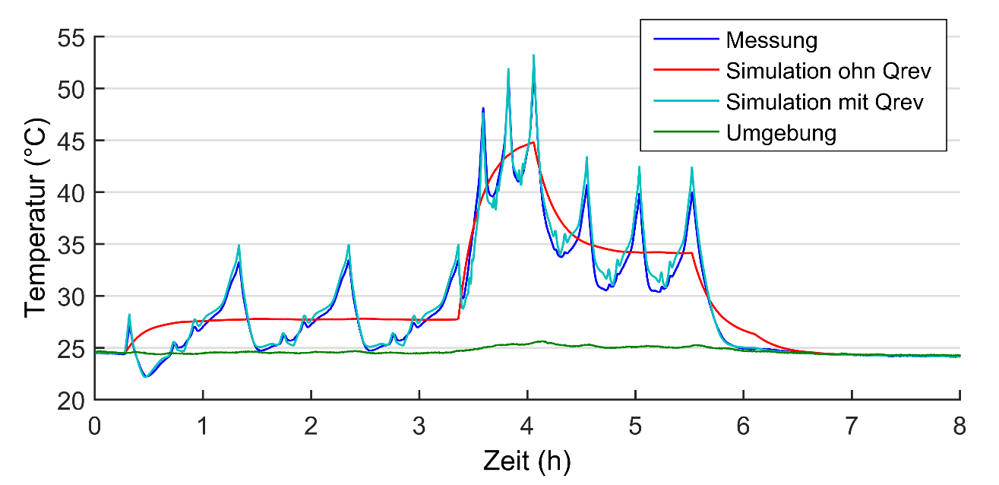 Temperatur (°C)
55
50
45
40
35
30
25
20
0 1 2 3 4 5 6 7 8
Zeit (h)
Messung
Simulation ohn Qrev
Simulation mit Qrev
Umgebung